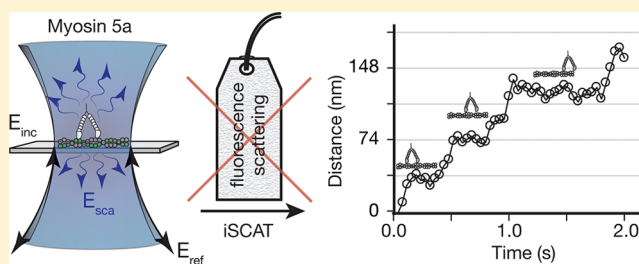 Myosin 5a
E_inc
E_sca
E_ref
fluorescence
scattering
iSCAT
Distance (nm)
148
74
0
0.0
1.0
2.0
Time (s)